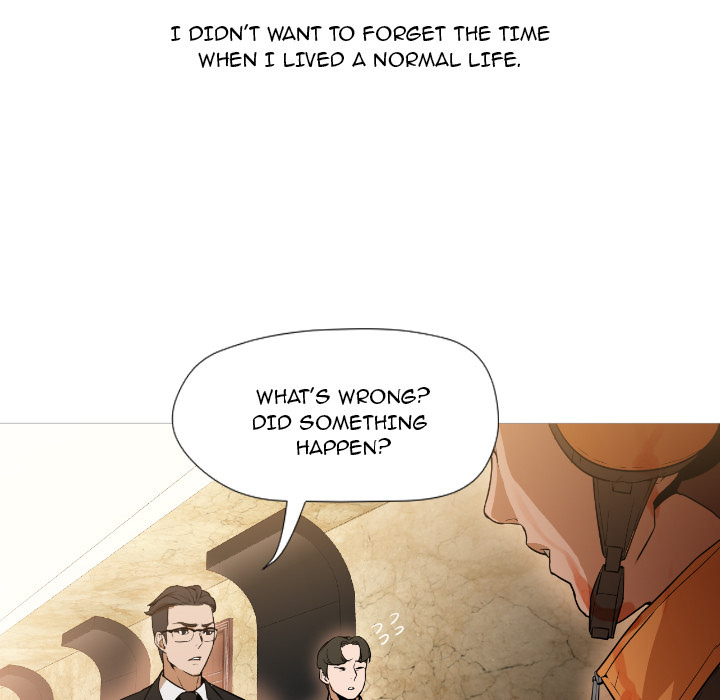 I DIDN'T WANT TO FORGET THE TIME
WHEN I LIVED A NORMAL LIFE.
WHAT'S WRONG?
DID SOMETHING
HAPPEN?